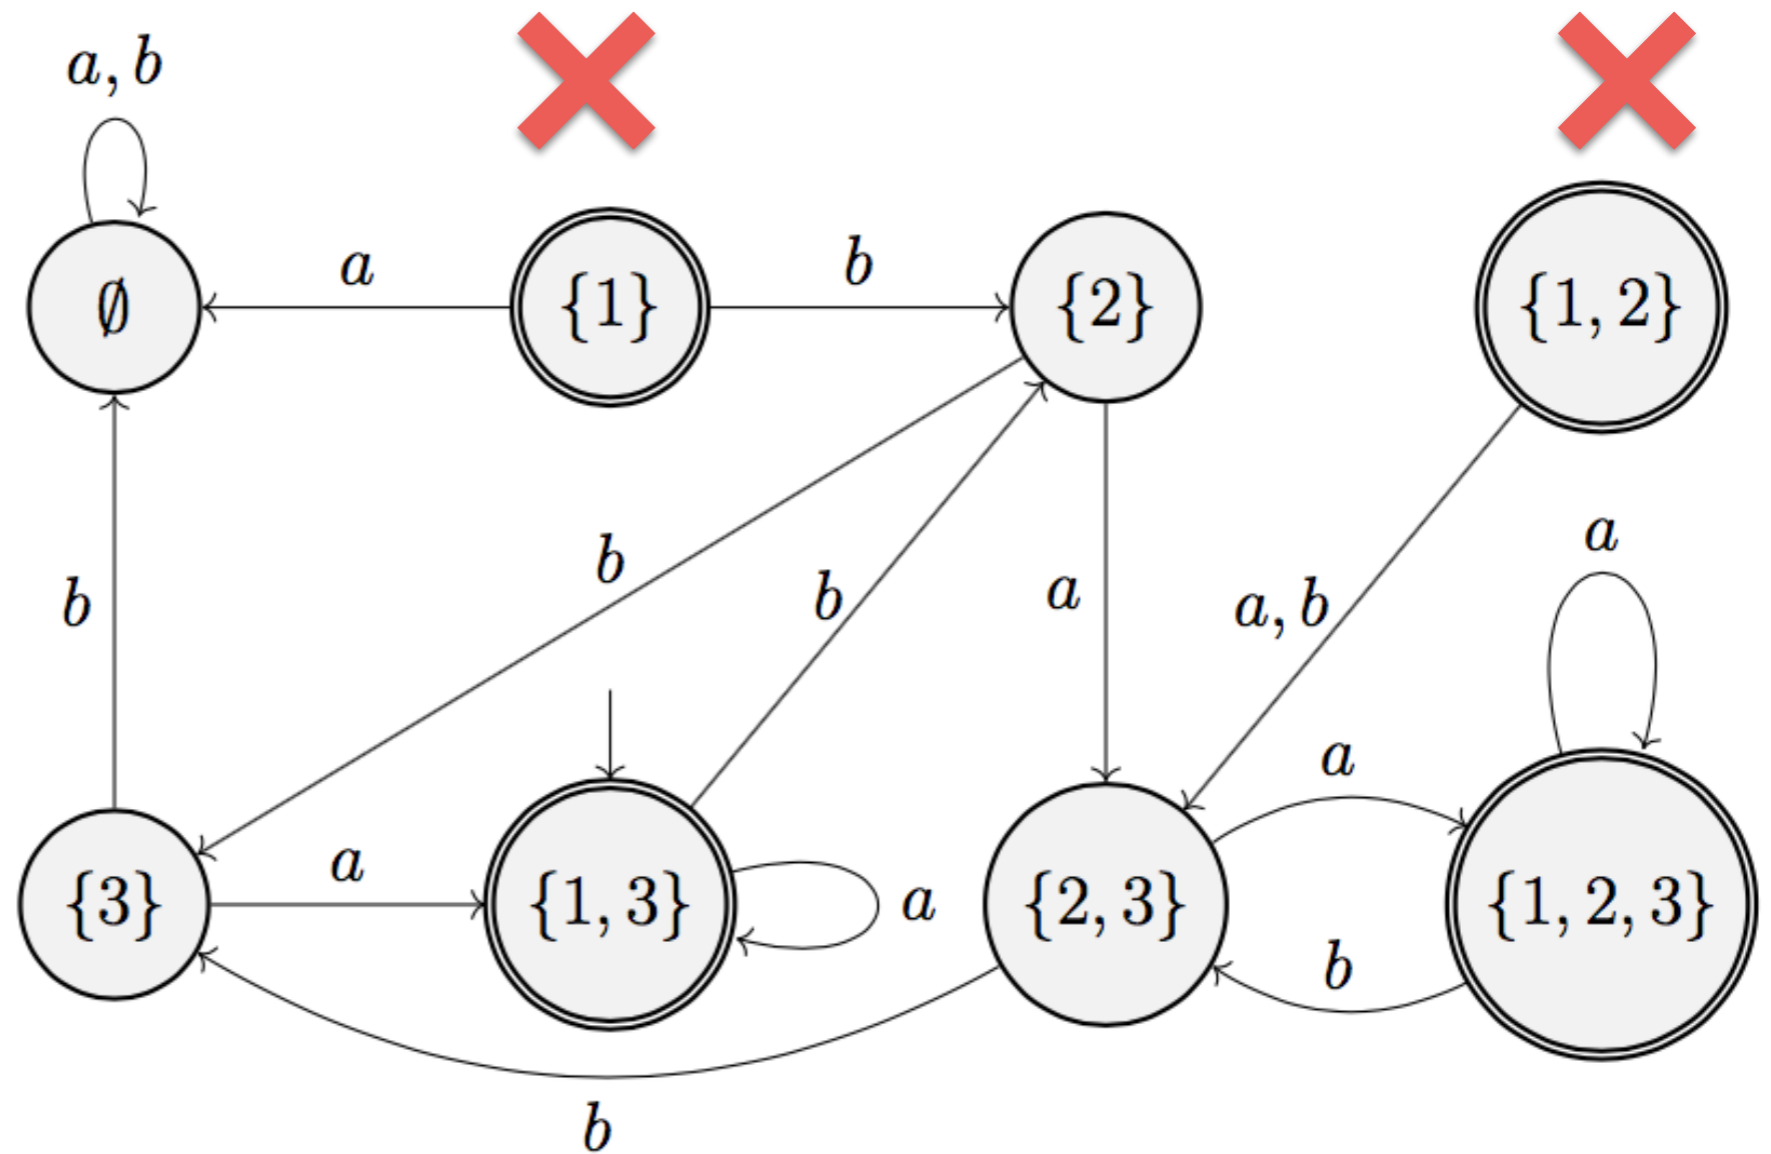 a, b
a
b
∅
{1}
{2}
{1, 2}
a
b
b
b
a
a, b
a
a
{3}
{1, 3}
a
{2, 3}
{1, 2, 3}
b
b